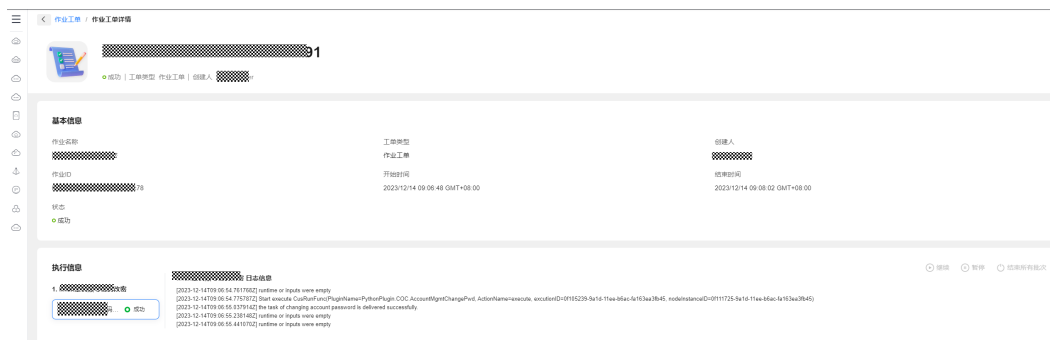 作业工单 / 作业工单详情
91
成功 | 工单类型 作业工单 | 创建人
基本信息
作业名称 工单类型 创建人
作业工单
作业ID 开始时间 结束时间
78 2023/12/14 09:06:48 GMT+08:00 2023/12/14 09:08:02 GMT+08:00
状态
成功
执行信息 继续 暂停 结束所有批次
日志信息
1. 改密
... 成功
[2023-12-14T09:06:54.761768Z] runtime or inputs were empty
[2023-12-14T09:06:54.775787Z] Start execute CusRunFunc(PluginName=PythonPlugin.COC.AccountMgmtChangePwd, ActionName=execute, excutionID=0f105239-9a1d-11ee-b6ac-fa163ea3fb45, nodeInstanceID=0f111725-9a1d-11ee-b6ac-fa163ea3fb45)
[2023-12-14T09:06:55.037914Z] the task of changing account password is delivered successfully.
[2023-12-14T09:06:55.238148Z] runtime or inputs were empty
[2023-12-14T09:06:55.441070Z] runtime or inputs were empty